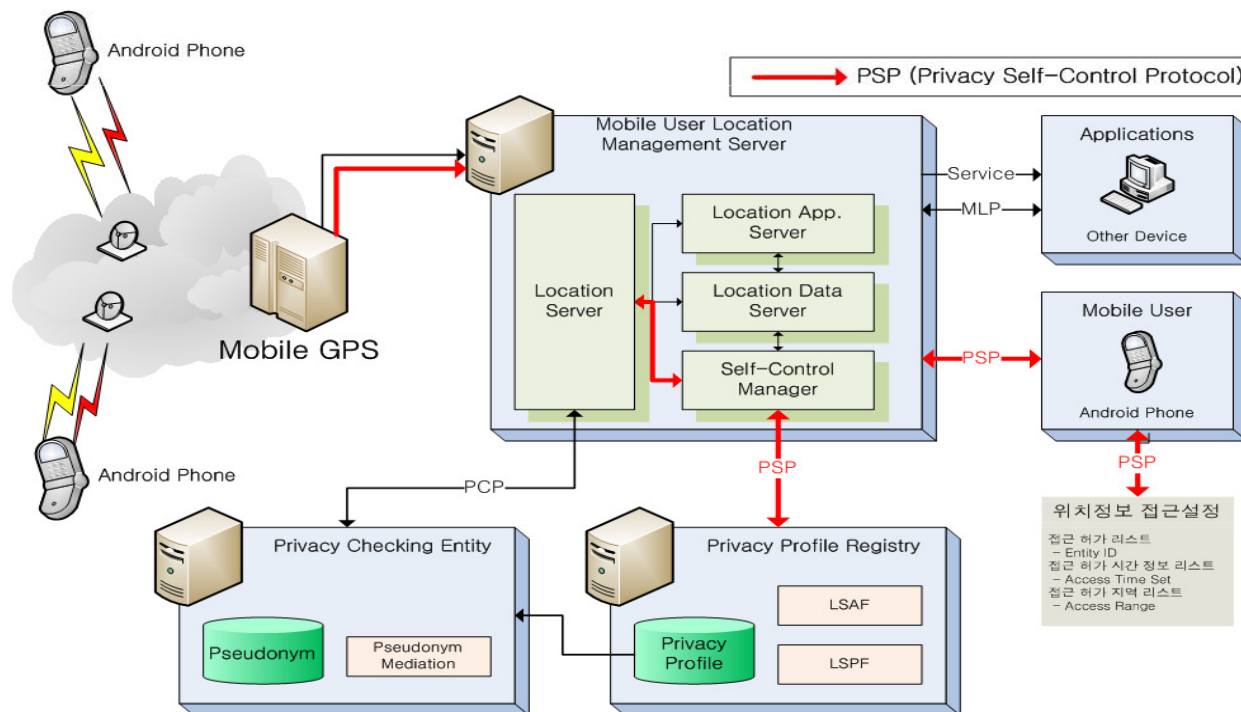 Android Phone
PSP (Privacy Self-Control Protocol)
Mobile User Location
Management Server
Applications
Other Device
Service
MLP
Location App.
Server
Location
Server
Location Data
Server
Self-Control
Manager
Mobile GPS
Mobile User
Android Phone
PSP
PSP
Android Phone
PCP
PSP
위치정보 접근설정
접근 허가 리스트
- Entity ID
접근 허가 시간 정보 리스트
- Access Time Set
접근 허가 지역 리스트
- Access Range
Privacy Checking Entity
Pseudonym
Pseudonym
Mediation
Privacy Profile Registry
Privacy
Profile
LSAF
LSPF